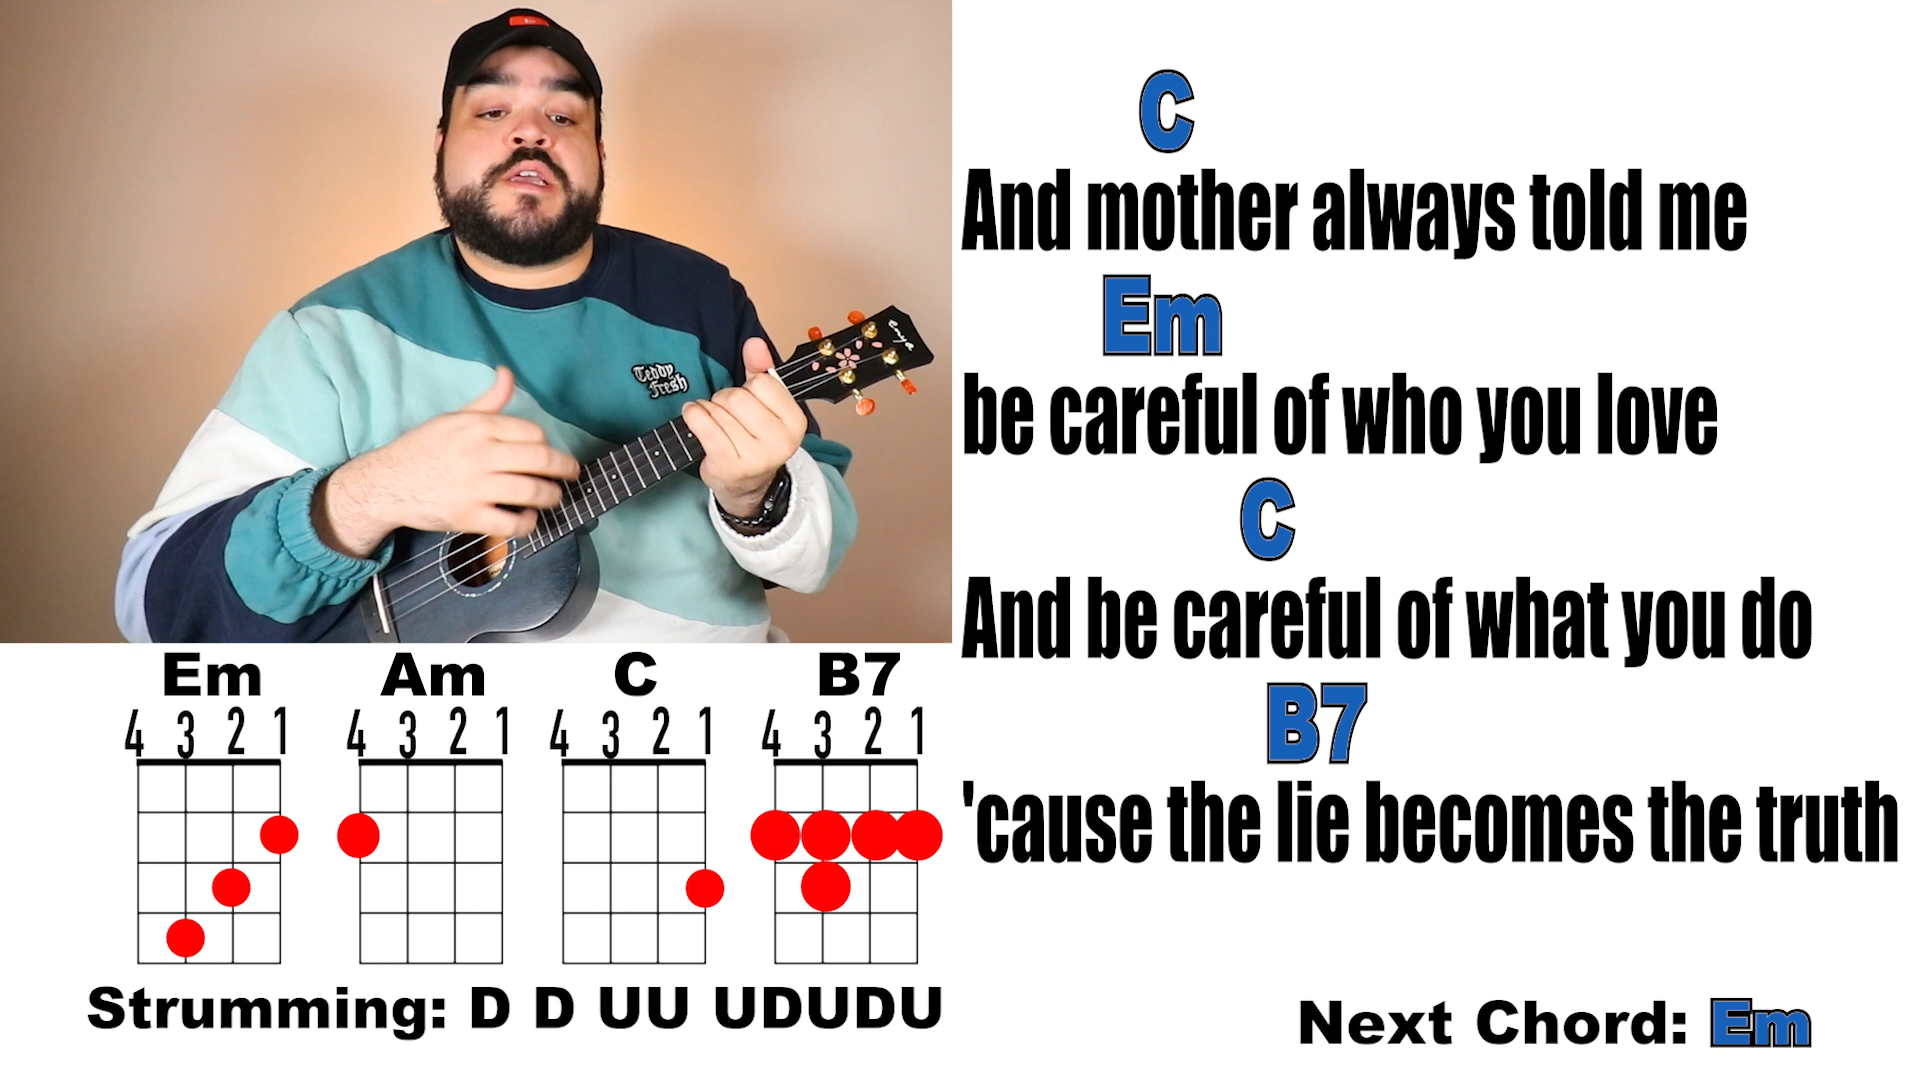 C
And mother always told me
Em
be careful of who you love
C
And be careful of what you do
B7
'cause the lie becomes the truth
Next Chord: Em
Teddy
Fresh
enya
Em Am C B7
4 3 2 1 4 3 2 1 4 3 2 1 4 3 2 1
Strumming: D D UU UDUDU